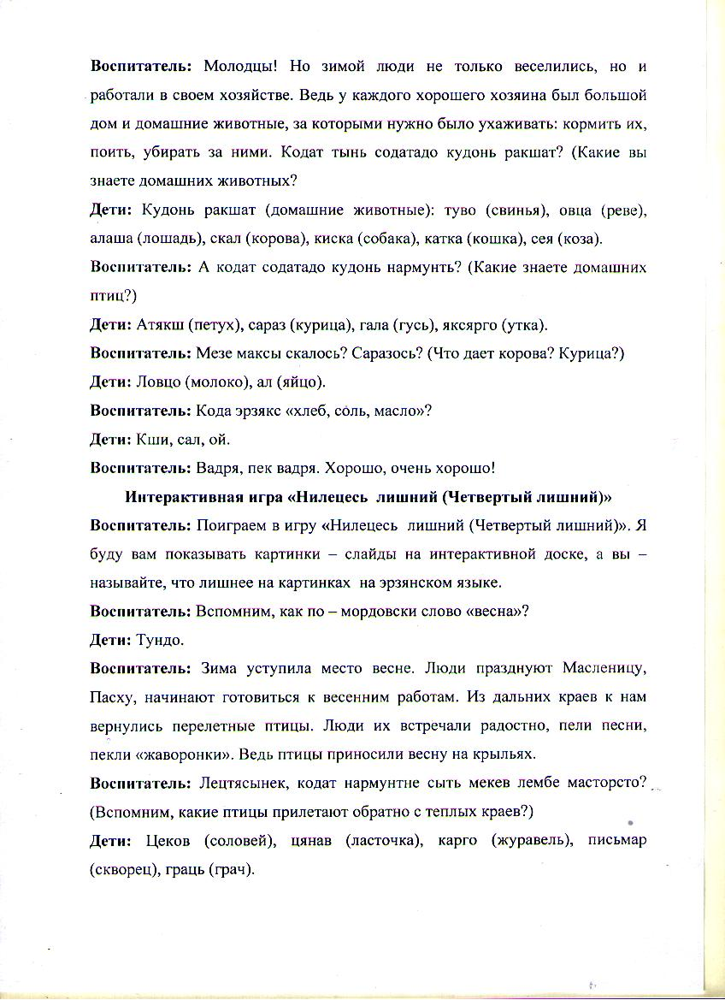 Воспитатель: Молодцы! Но зимой люди не только веселились, но и
работали в своем хозяйстве. Ведь у каждого хорошего хозяина был большой
дом и домашние животные, за которыми нужно было ухаживать: кормить их,
поить, убирать за ними. Кодат тынь содатадо кудонь ракшат? (Какие вы
знаете домашних животных?
Дети: Кудонь ракшат (домашние животные): туво (свинья), овца (реве),
алаша (лошадь), скал (корова), киска (собака), катка (кошка), сея (коза).
Воспитатель: А кодат содатадо кудонь нармунть? (Какие знаете домашних
птиц?)
Дети: Атякш (петух), сараз (курица), гала (гусь), яксярго (утка).
Воспитатель: Мезе максы скалось? Саразось? (Что дает корова? Курица?)
Дети: Ловцо (молоко), ал (яйцо).
Воспитатель: Кода эрзякс «хлеб, соль, масло»?
Дети: Кши, сал, ой.
Воспитатель: Вадря, пек вадря. Хорошо, очень хорошо!
Интерактивная игра «Нилецесь лишний (Четвертый лишний)»
Воспитатель: Поиграем в игру «Нилецесь лишний (Четвертый лишний)». Я
буду вам показывать картинки – слайды на интерактивной доске, а вы –
называйте, что лишнее на картинках на эрзянском языке.
Воспитатель: Вспомним, как по – мордовски слово «весна»?
Дети: Тундо.
Воспитатель: Зима уступила место весне. Люди празднуют Масленицу,
Пасху, начинают готовиться к весенним работам. Из дальних краев к нам
вернулись перелетные птицы. Люди их встречали радостно, пели песни,
пекли «жаворонки». Ведь птицы приносили весну на крыльях.
Воспитатель: Лецтясынек, кодат нармунтне сыть мекев лембе масторсто?
(Вспомним, какие птицы прилетают обратно с теплых краев?)
Дети: Цеков (соловей), цянав (ласточка), карго (журавель), письмар
(скворец), граць (грач).